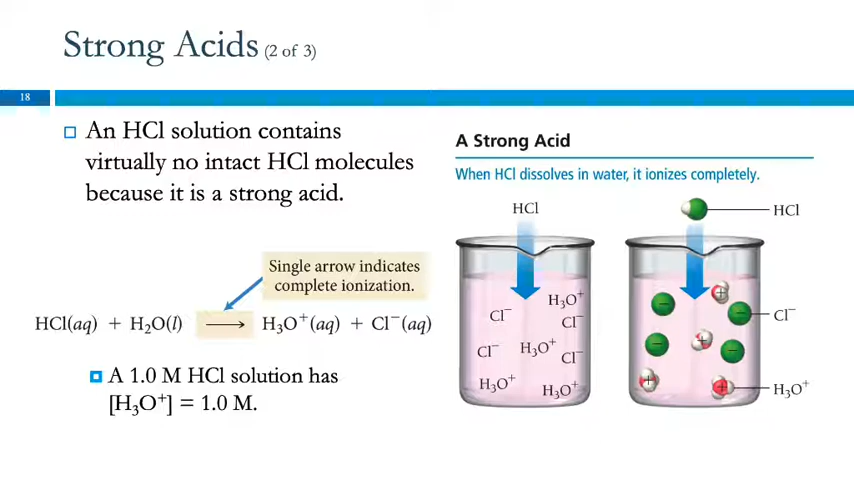 Strong Acids (2 of 3)
18
□ An HCl solution contains
virtually no intact HCl molecules
because it is a strong acid.
Single arrow indicates
complete ionization.
HCl(aq) + H₂O(l) ⟶ H₃O⁺(aq) + Cl⁻(aq)
A 1.0 M HCl solution has
[H₃O⁺] = 1.0 M.
A Strong Acid
When HCl dissolves in water, it ionizes completely.
HCl
HCl
H₃O⁺
Cl⁻
Cl⁻
Cl⁻
H₃O⁺
Cl⁻
H₃O⁺
H₃O⁺
+
−
−
Cl⁻
+
−
−
+
+
H₃O⁺